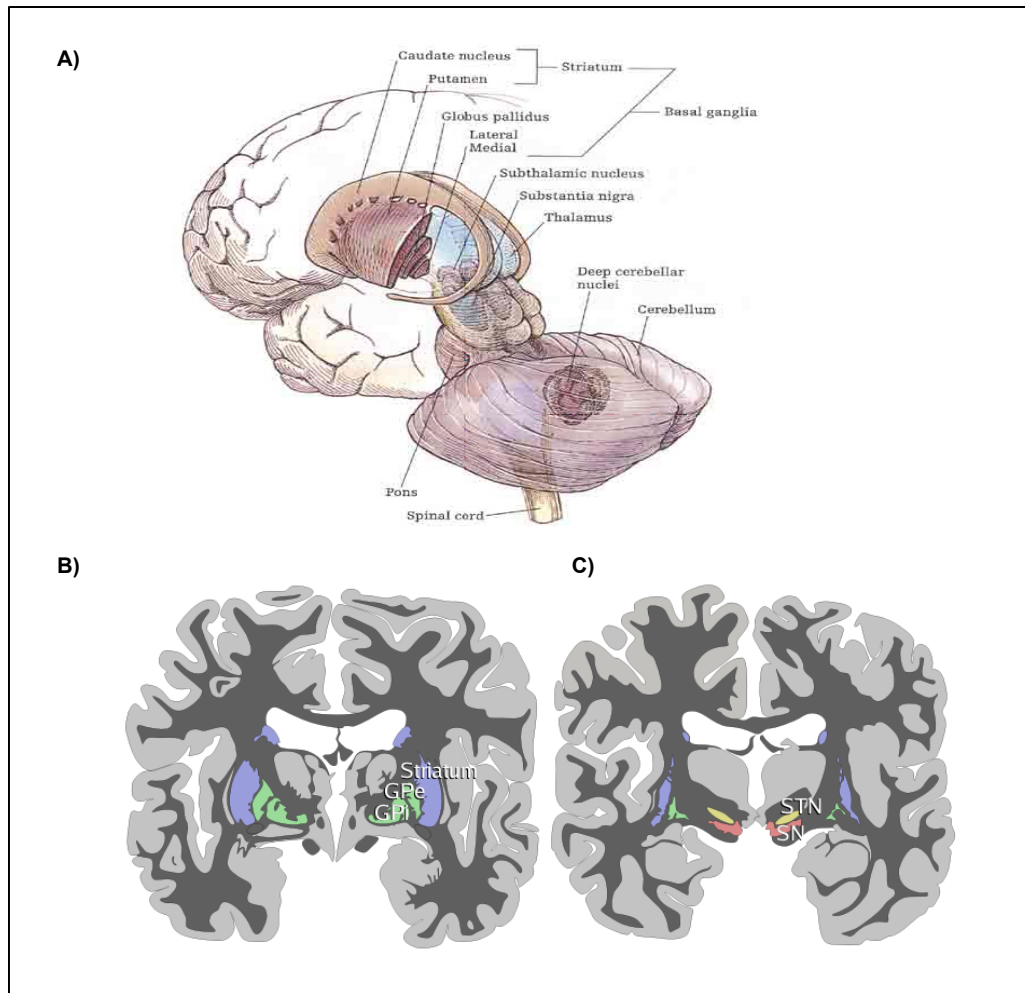 A)
Caudate nucleus
Striatum
Putamen
Basal ganglia
Globus pallidus
Lateral
Medial
Subthalamic nucleus
Substantia nigra
Thalamus
Deep cerebellar
nuclei
Cerebellum
Pons
Spinal cord
B)
C)
Striatum
GPe
GPi
STN
SN